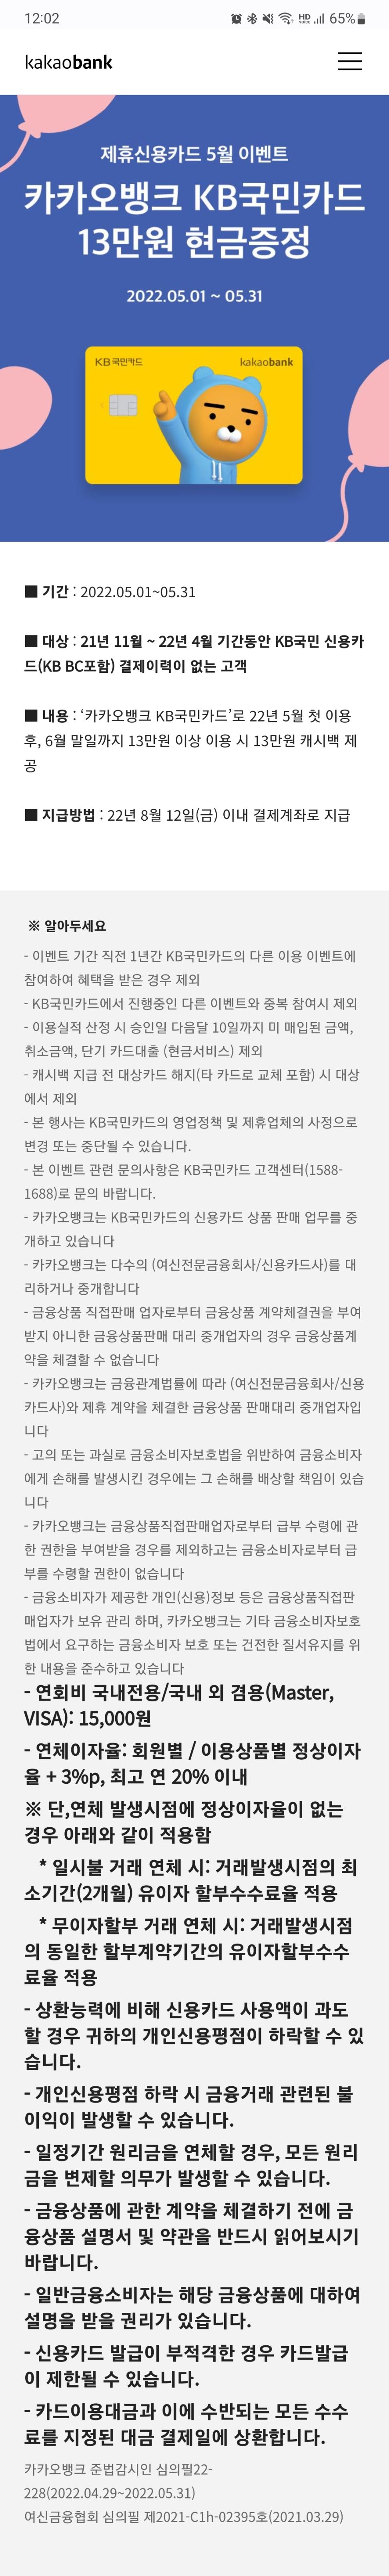 12:02
65%
kakaobank
제휴신용카드 5월 이벤트
카카오뱅크 KB국민카드
13만원 현금증정
2022.05.01 ~ 05.31
KB국민카드 kakaobank
■ 기간 : 2022.05.01~05.31
■ 대상 : 21년 11월 ~ 22년 4월 기간동안 KB국민 신용카
드(KB BC포함) 결제이력이 없는 고객
■ 내용 : ‘카카오뱅크 KB국민카드’로 22년 5월 첫 이용
후, 6월 말일까지 13만원 이상 이용 시 13만원 캐시백 제
공
■ 지급방법 : 22년 8월 12일(금) 이내 결제계좌로 지급
※ 알아두세요
- 이벤트 기간 직전 1년간 KB국민카드의 다른 이용 이벤트에
참여하여 혜택을 받은 경우 제외
- KB국민카드에서 진행중인 다른 이벤트와 중복 참여시 제외
- 이용실적 산정 시 승인일 다음달 10일까지 미 매입된 금액,
취소금액, 단기 카드대출 (현금서비스) 제외
- 캐시백 지급 전 대상카드 해지(타 카드로 교체 포함) 시 대상
에서 제외
- 본 행사는 KB국민카드의 영업정책 및 제휴업체의 사정으로
변경 또는 중단될 수 있습니다.
- 본 이벤트 관련 문의사항은 KB국민카드 고객센터(1588-
1688)로 문의 바랍니다.
- 카카오뱅크는 KB국민카드의 신용카드 상품 판매 업무를 중
개하고 있습니다
- 카카오뱅크는 다수의 (여신전문금융회사/신용카드사)를 대
리하거나 중개합니다
- 금융상품 직접판매 업자로부터 금융상품 계약체결권을 부여
받지 아니한 금융상품판매 대리 중개업자의 경우 금융상품계
약을 체결할 수 없습니다
- 카카오뱅크는 금융관계법률에 따라 (여신전문금융회사/신용
카드사)와 제휴 계약을 체결한 금융상품 판매대리 중개업자입
니다
- 고의 또는 과실로 금융소비자보호법을 위반하여 금융소비자
에게 손해를 발생시킨 경우에는 그 손해를 배상할 책임이 있습
니다
- 카카오뱅크는 금융상품직접판매업자로부터 급부 수령에 관
한 권한을 부여받을 경우를 제외하고는 금융소비자로부터 급
부를 수령할 권한이 없습니다
- 금융소비자가 제공한 개인(신용)정보 등은 금융상품직접판
매업자가 보유 관리 하며, 카카오뱅크는 기타 금융소비자보호
법에서 요구하는 금융소비자 보호 또는 건전한 질서유지를 위
한 내용을 준수하고 있습니다
- 연회비 국내전용/국내 외 겸용(Master,
VISA): 15,000원
- 연체이자율: 회원별 / 이용상품별 정상이자
율 + 3%p, 최고 연 20% 이내
※ 단,연체 발생시점에 정상이자율이 없는
경우 아래와 같이 적용함
* 일시불 거래 연체 시: 거래발생시점의 최
소기간(2개월) 유이자 할부수수료율 적용
* 무이자할부 거래 연체 시: 거래발생시점
의 동일한 할부계약기간의 유이자할부수수
료율 적용
- 상환능력에 비해 신용카드 사용액이 과도
할 경우 귀하의 개인신용평점이 하락할 수 있
습니다.
- 개인신용평점 하락 시 금융거래 관련된 불
이익이 발생할 수 있습니다.
- 일정기간 원리금을 연체할 경우, 모든 원리
금을 변제할 의무가 발생할 수 있습니다.
- 금융상품에 관한 계약을 체결하기 전에 금
융상품 설명서 및 약관을 반드시 읽어보시기
바랍니다.
- 일반금융소비자는 해당 금융상품에 대하여
설명을 받을 권리가 있습니다.
- 신용카드 발급이 부적격한 경우 카드발급
이 제한될 수 있습니다.
- 카드이용대금과 이에 수반되는 모든 수수
료를 지정된 대금 결제일에 상환합니다.
카카오뱅크 준법감시인 심의필22-
228(2022.04.29~2022.05.31)
여신금융협회 심의필 제2021-C1h-02395호(2021.03.29)